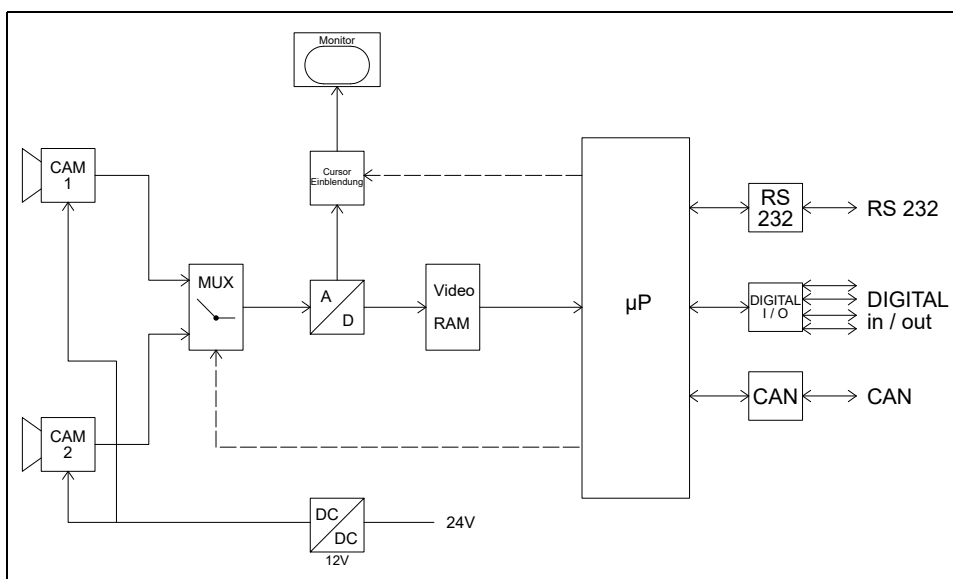 Monitor
CAM
1
Cursor
Einblendung
RS
232
RS 232
MUX
A
D
Video
RAM
µP
DIGITAL
I / O
DIGITAL
in / out
CAN
CAN
CAM
2
DC
DC
12V
24V